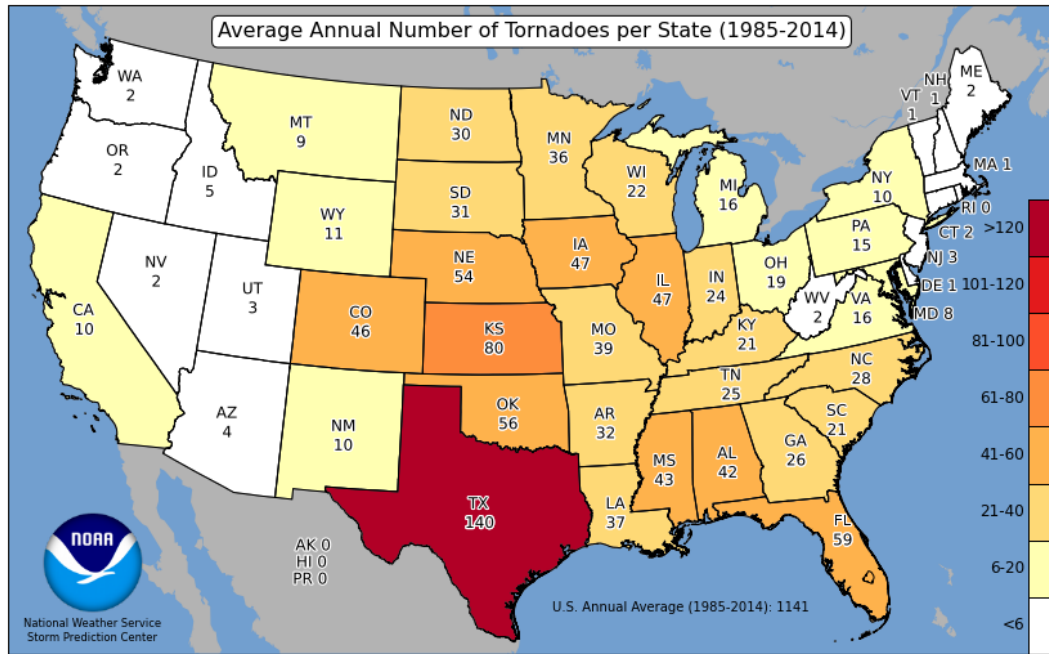 Average Annual Number of Tornadoes per State (1985-2014)
WA
2
OR
2
ID
5
MT
9
WY
11
ND
30
SD
31
NE
54
KS
80
MN
36
IA
47
WI
22
MI
16
IL
47
IN
24
OH
19
MO
39
KY
21
WV
2
VA
16
PA
15
NY
10
VT
1
NH
1
ME
2
MA 1
RI 0
CT 2
NJ 3
DE 1
MD 8
CA
10
NV
2
UT
3
CO
46
AZ
4
NM
10
OK
56
TX
140
AR
32
LA
37
MS
43
AL
42
TN
25
NC
28
SC
21
GA
26
FL
59
AK 0
HI 0
PR 0
>120
101-120
81-100
61-80
41-60
21-40
6-20
<6
NOAA
National Weather Service
Storm Prediction Center
U.S. Annual Average (1985-2014): 1141